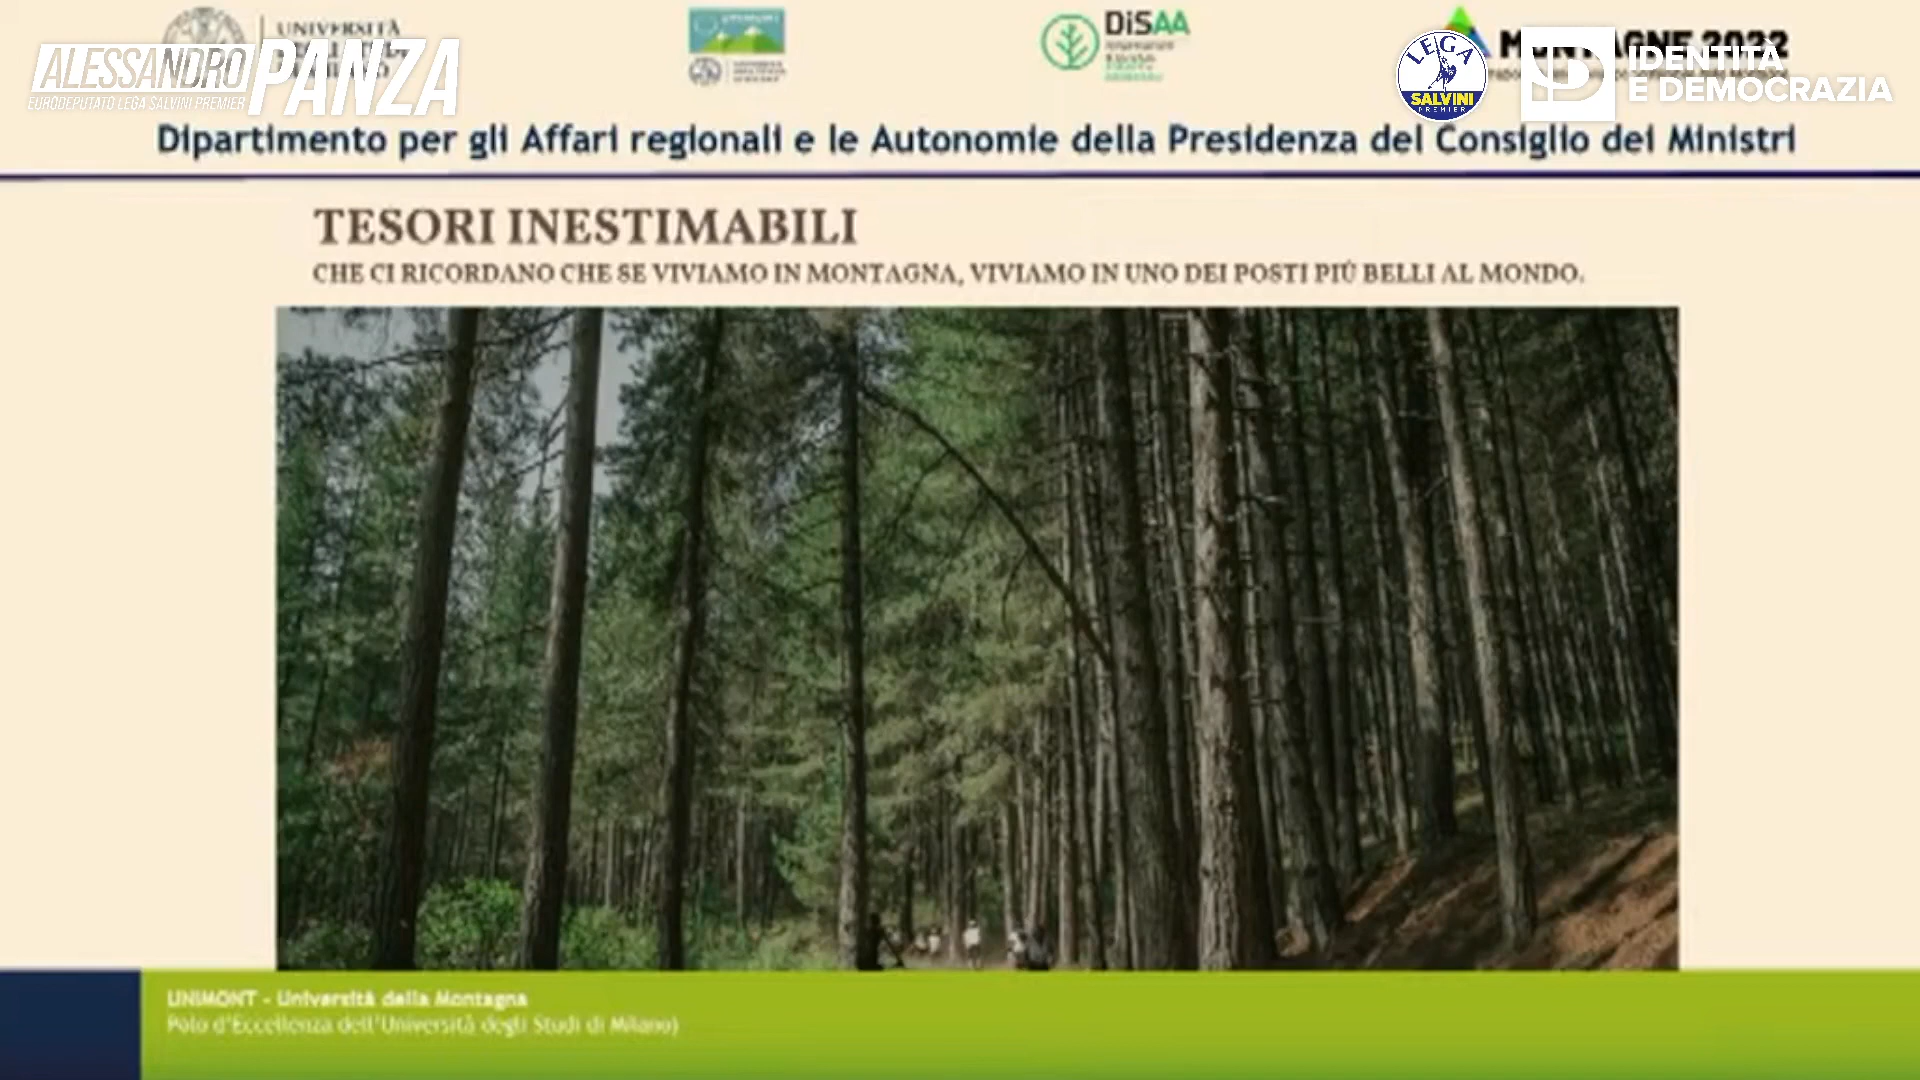 UNIVERSITÀ
ALESSANDRO PANZA
EURODEPUTATO LEGA SALVINI PREMIER
DiSAA
LEGA
SALVINI
PREMIER
MONTAGNE 2022
ID
IDENTITÀ
E DEMOCRAZIA
Dipartimento per gli Affari regionali e le Autonomie della Presidenza del Consiglio dei Ministri
TESORI INESTIMABILI
CHE CI RICORDANO CHE SE VIVIAMO IN MONTAGNA, VIVIAMO IN UNO DEI POSTI PIÙ BELLI AL MONDO.
UNIMONT - Università della Montagna
Polo d'Eccellenza dell'Università degli Studi di Milano)